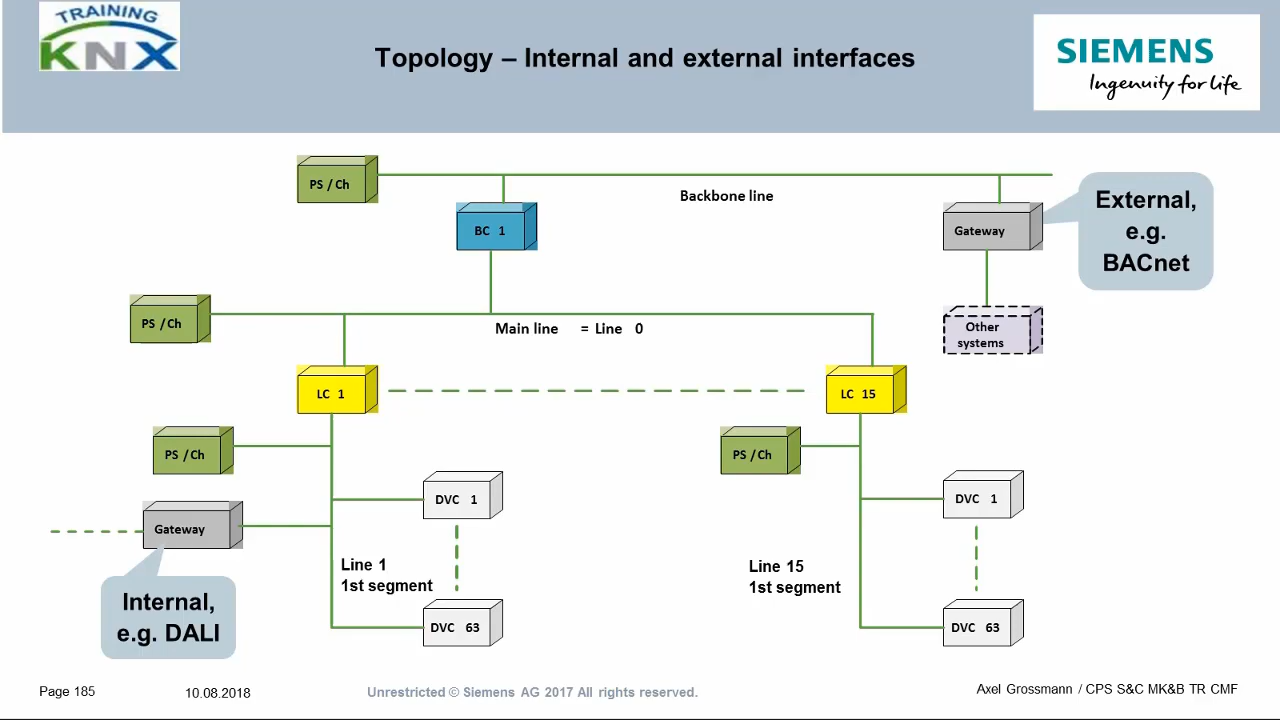 TRAINING
KNX
Topology – Internal and external interfaces
SIEMENS
Ingenuity for life
PS / Ch
Backbone line
BC 1
Gateway
External,
e.g.
BACnet
PS / Ch
Main line = Line 0
Other
systems
LC 1
LC 15
PS / Ch
PS / Ch
DVC 1
DVC 1
Gateway
Line 1
1st segment
Line 15
1st segment
Internal,
e.g. DALI
DVC 63
DVC 63
Page 185
10.08.2018
Unrestricted © Siemens AG 2017 All rights reserved.
Axel Grossmann / CPS S&C MK&B TR CMF